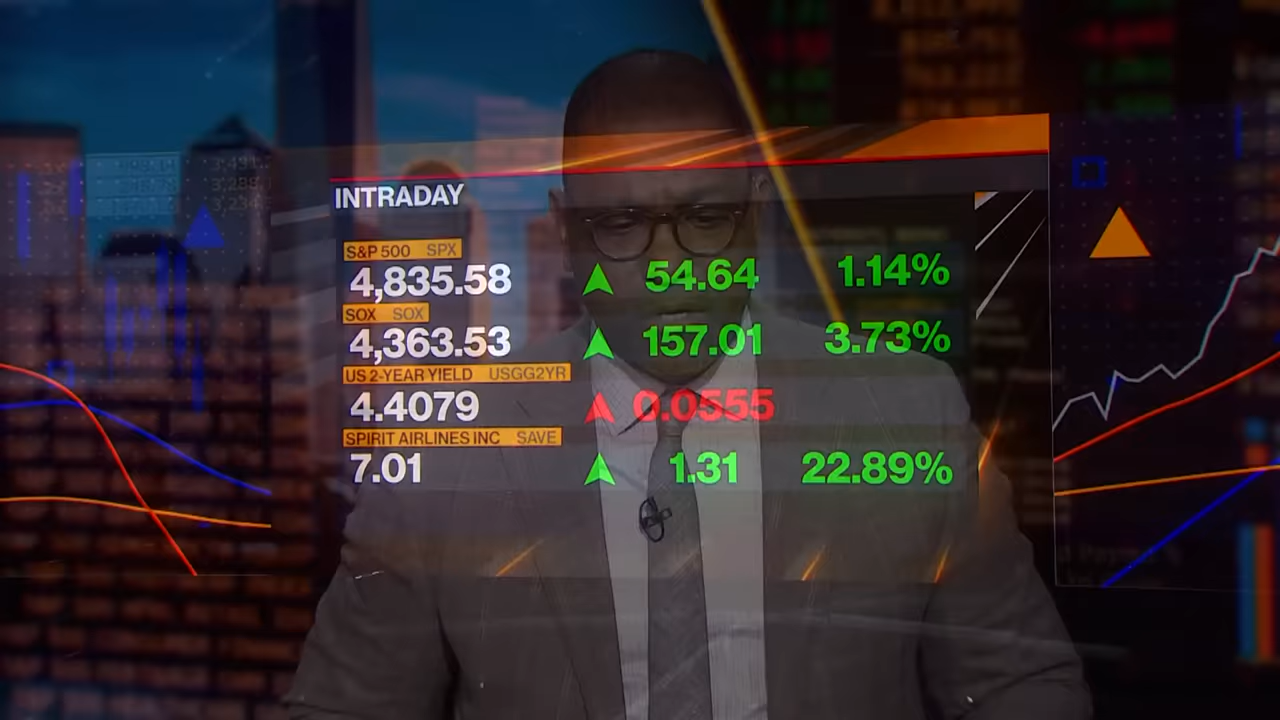 INTRADAY
S&P 500 SPX
4,835.58 54.64 1.14%
SOX SOX
4,363.53 157.01 3.73%
US 2-YEAR YIELD USGG2YR
4.4079 0.0555
SPIRIT AIRLINES INC SAVE
7.01 1.31 22.89%